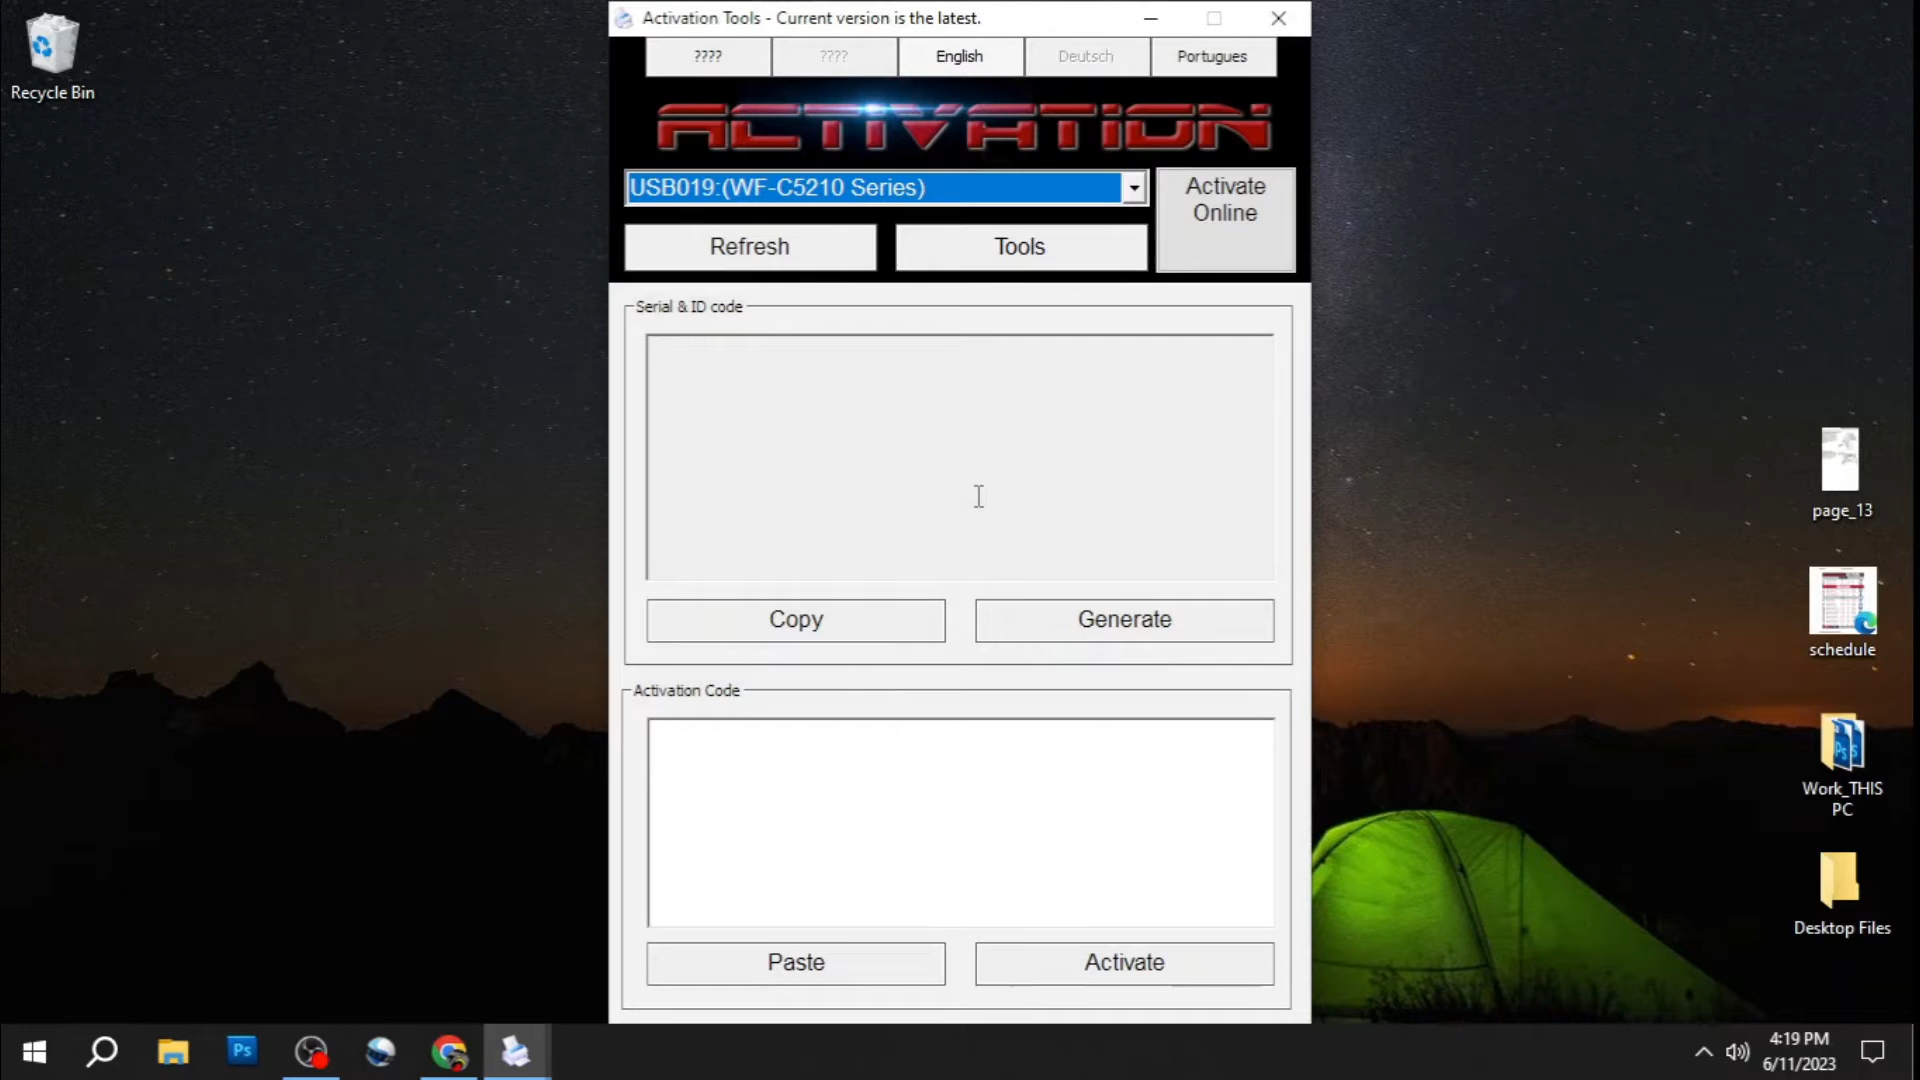 Activation Tools - Current version is the latest.
???? ???? English Deutsch Portugues
ACTIVATION
USB019:(WF-C5210 Series)
Activate
Online
Refresh Tools
Serial & ID code
Copy Generate
Activation Code
Paste Activate
Recycle Bin
page_13
schedule
Ps
Work_THIS
PC
Desktop Files
Ps
4:19 PM
6/11/2023